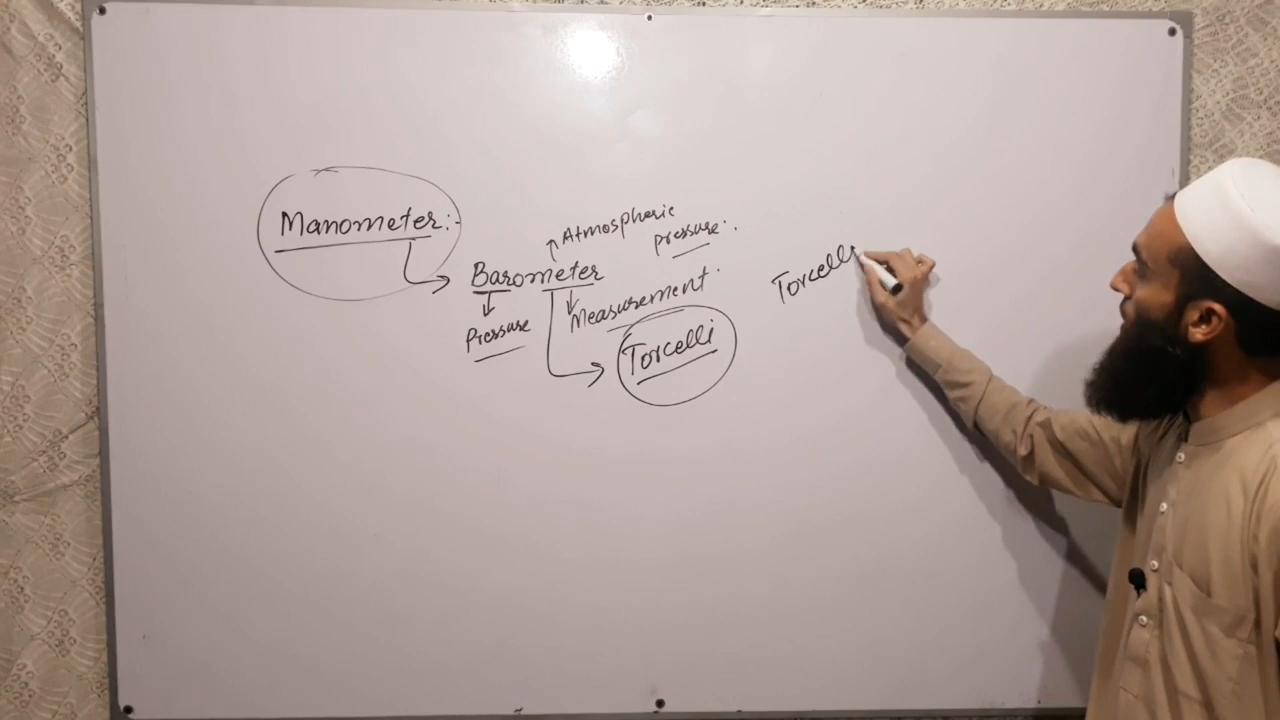 Manometer:-
Atmospheric
pressure.
Barometer
Measurement.
Pressure
Torcelli
Torcelli